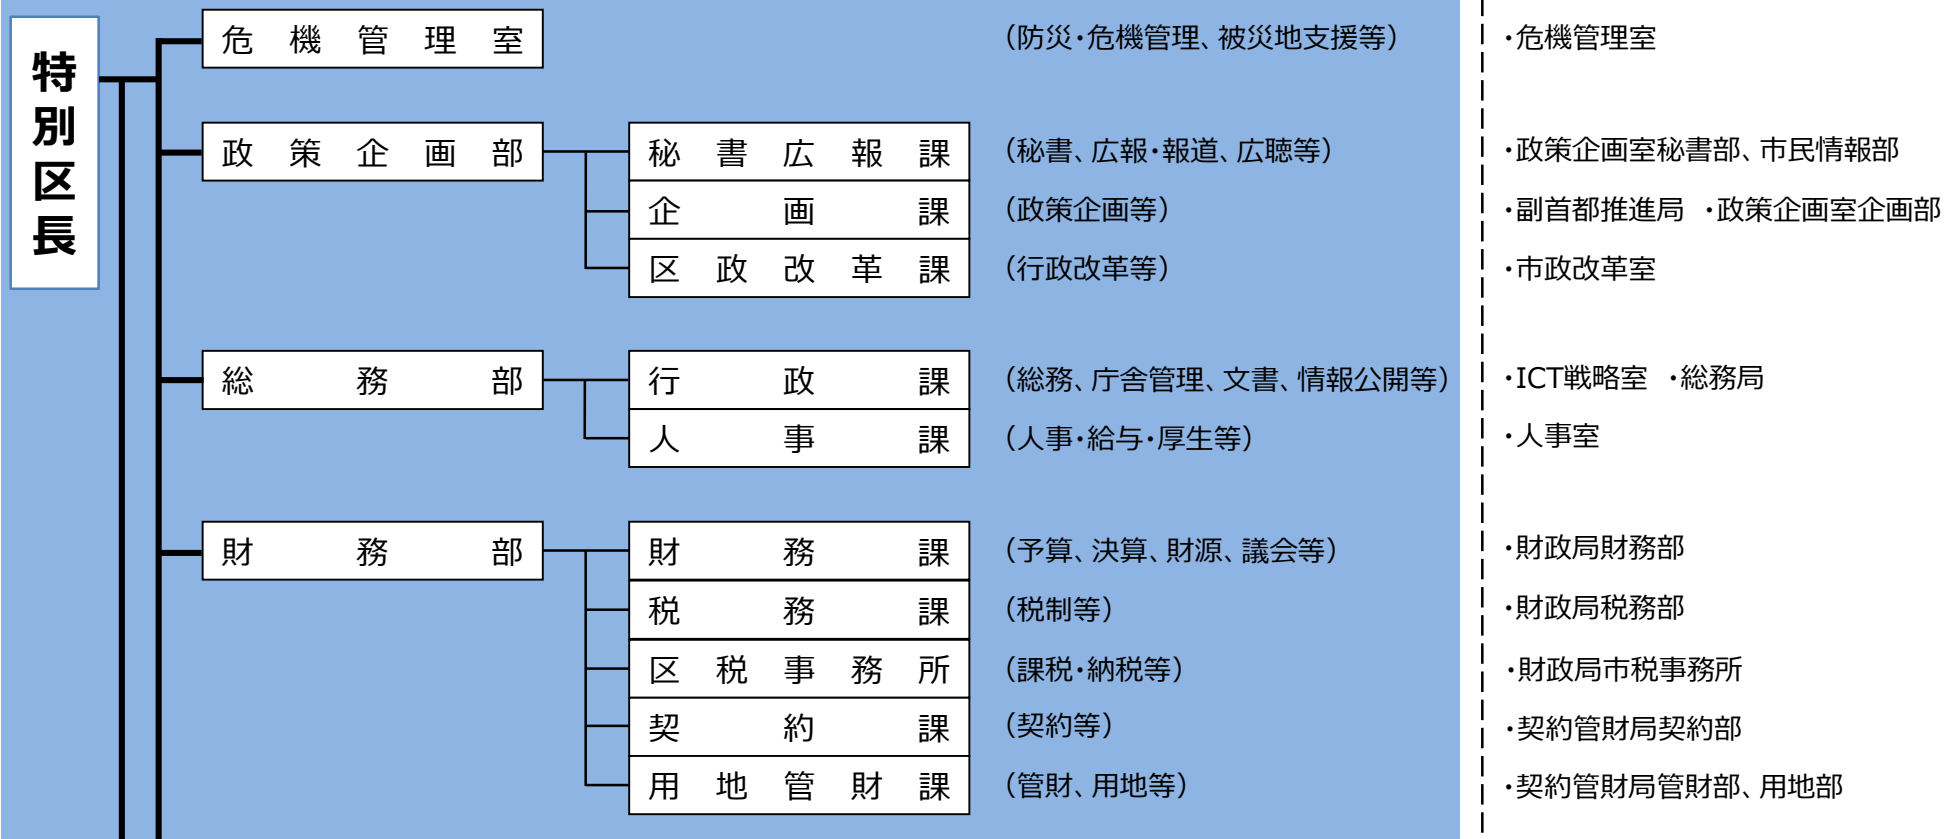 特別区長
危機管理室 （防災・危機管理、被災地支援等） ・危機管理室
政策企画部 秘書広報課 （秘書、広報・報道、広聴等） ・政策企画室秘書部、市民情報部
企画課 （政策企画等） ・副首都推進局 ・政策企画室企画部
区政改革課 （行政改革等） ・市政改革室
総務部 行政課 （総務、庁舎管理、文書、情報公開等） ・ICT戦略室 ・総務局
人事課 （人事・給与・厚生等） ・人事室
財務部 財務課 （予算、決算、財源、議会等） ・財政局財務部
税務課 （税制等） ・財政局税務部
区税事務所 （課税・納税等） ・財政局市税事務所
契約課 （契約等） ・契約管財局契約部
用地管財課 （管財、用地等） ・契約管財局管財部、用地部